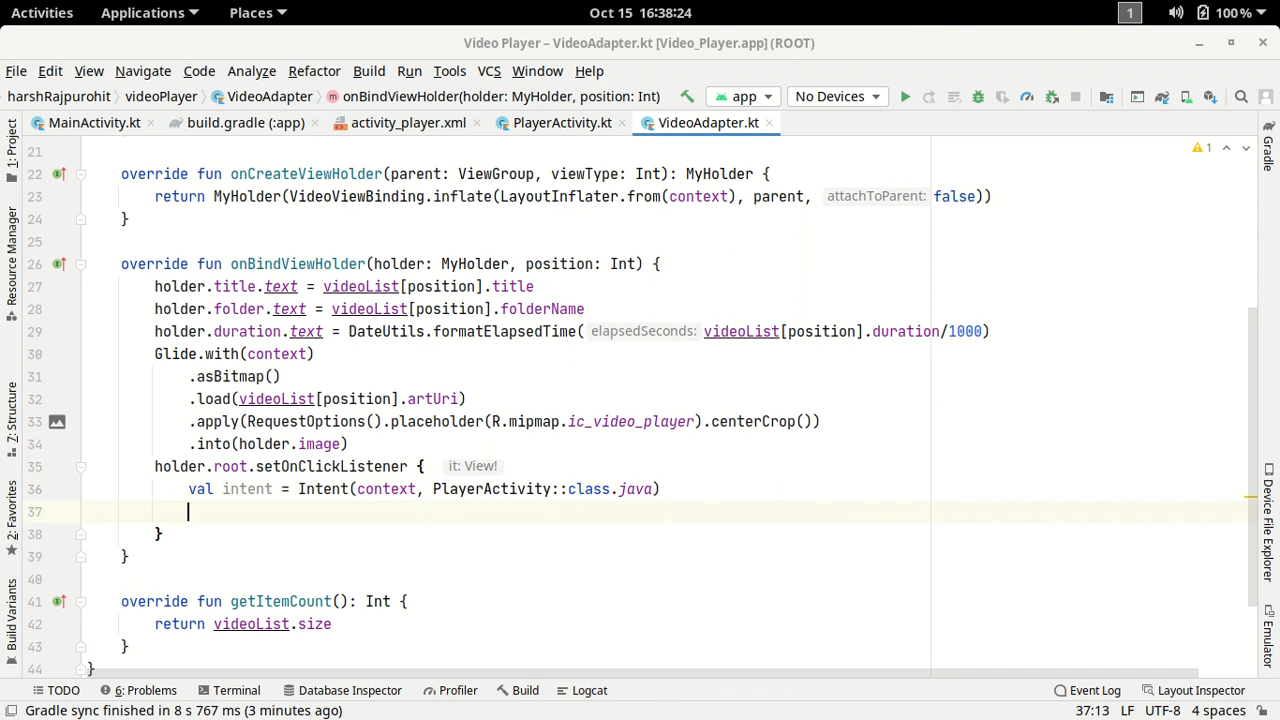 Activities Applications Places Oct 15 16:38:24 1 100%
Video Player – VideoAdapter.kt [Video_Player.app] (ROOT)
File Edit View Navigate Code Analyze Refactor Build Run Tools VCS Window Help
harshRajpurohit videoPlayer VideoAdapter onBindViewHolder(holder: MyHolder, position: Int) app No Devices
MainActivity.kt build.gradle (:app) activity_player.xml PlayerActivity.kt VideoAdapter.kt
1: Project
Resource Manager
Z: Structure
2: Favorites
Build Variants
21 1
22 override fun onCreateViewHolder(parent: ViewGroup, viewType: Int): MyHolder {
23 return MyHolder(VideoViewBinding.inflate(LayoutInflater.from(context), parent, attachToParent: false))
24 }
25
26 override fun onBindViewHolder(holder: MyHolder, position: Int) {
27 holder.title.text = videoList[position].title
28 holder.folder.text = videoList[position].folderName
29 holder.duration.text = DateUtils.formatElapsedTime( elapsedSeconds: videoList[position].duration/1000)
30 Glide.with(context)
31 .asBitmap()
32 .load(videoList[position].artUri)
33 .apply(RequestOptions().placeholder(R.mipmap.ic_video_player).centerCrop())
34 .into(holder.image)
35 holder.root.setOnClickListener { it: View!
36 val intent = Intent(context, PlayerActivity::class.java)
37
38 }
39 }
40
41 override fun getItemCount(): Int {
42 return videoList.size
43 }
44 }
Gradle
Device File Explorer
Emulator
TODO 6: Problems Terminal Database Inspector Profiler Build Logcat Event Log Layout Inspector
Gradle sync finished in 8 s 767 ms (3 minutes ago) 37:13 LF UTF-8 4 spaces